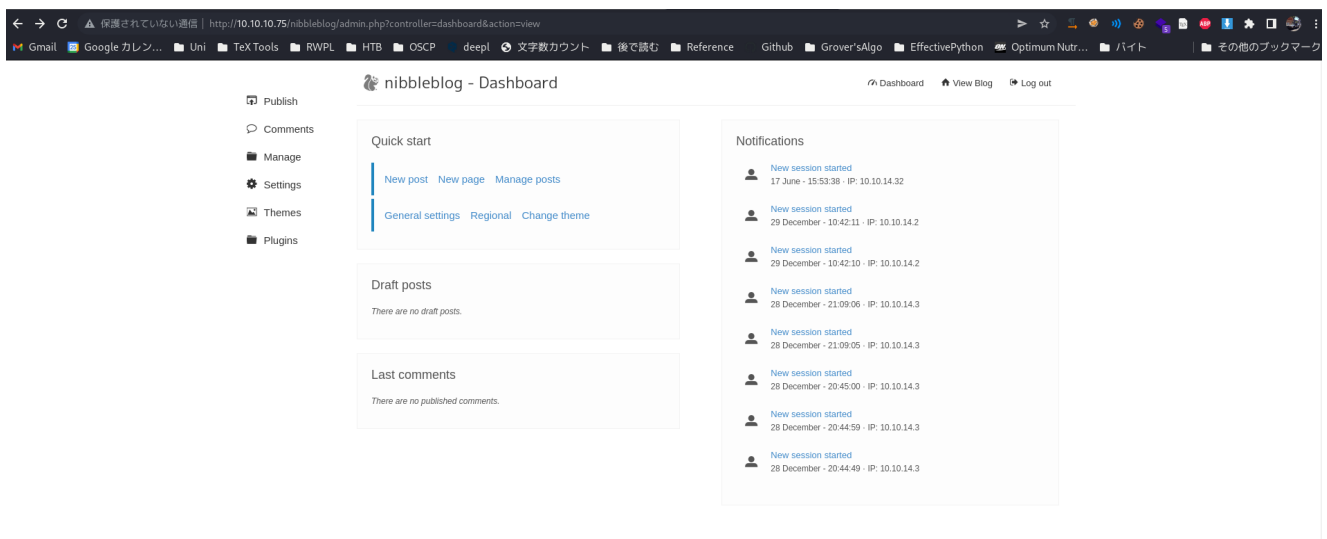 保護されていない通信 | http://10.10.10.75/nibbleblog/admin.php?controller=dashboard&action=view
Gmail Google カレン... Uni TeX Tools RWPL HTB OSCP deepl 文字数カウント 後で読む Reference Github Grover'sAlgo EffectivePython Optimum Nutr... バイト その他のブックマーク
nibbleblog - Dashboard
Dashboard View Blog Log out
Publish
Comments
Manage
Settings
Themes
Plugins
Quick start
New post New page Manage posts
General settings Regional Change theme
Draft posts
There are no draft posts.
Last comments
There are no published comments.
Notifications
New session started
17 June - 15:53:38 · IP: 10.10.14.32
New session started
29 December - 10:42:11 · IP: 10.10.14.2
New session started
29 December - 10:42:10 · IP: 10.10.14.2
New session started
28 December - 21:09:06 · IP: 10.10.14.3
New session started
28 December - 21:09:05 · IP: 10.10.14.3
New session started
28 December - 20:45:00 · IP: 10.10.14.3
New session started
28 December - 20:44:59 · IP: 10.10.14.3
New session started
28 December - 20:44:49 · IP: 10.10.14.3